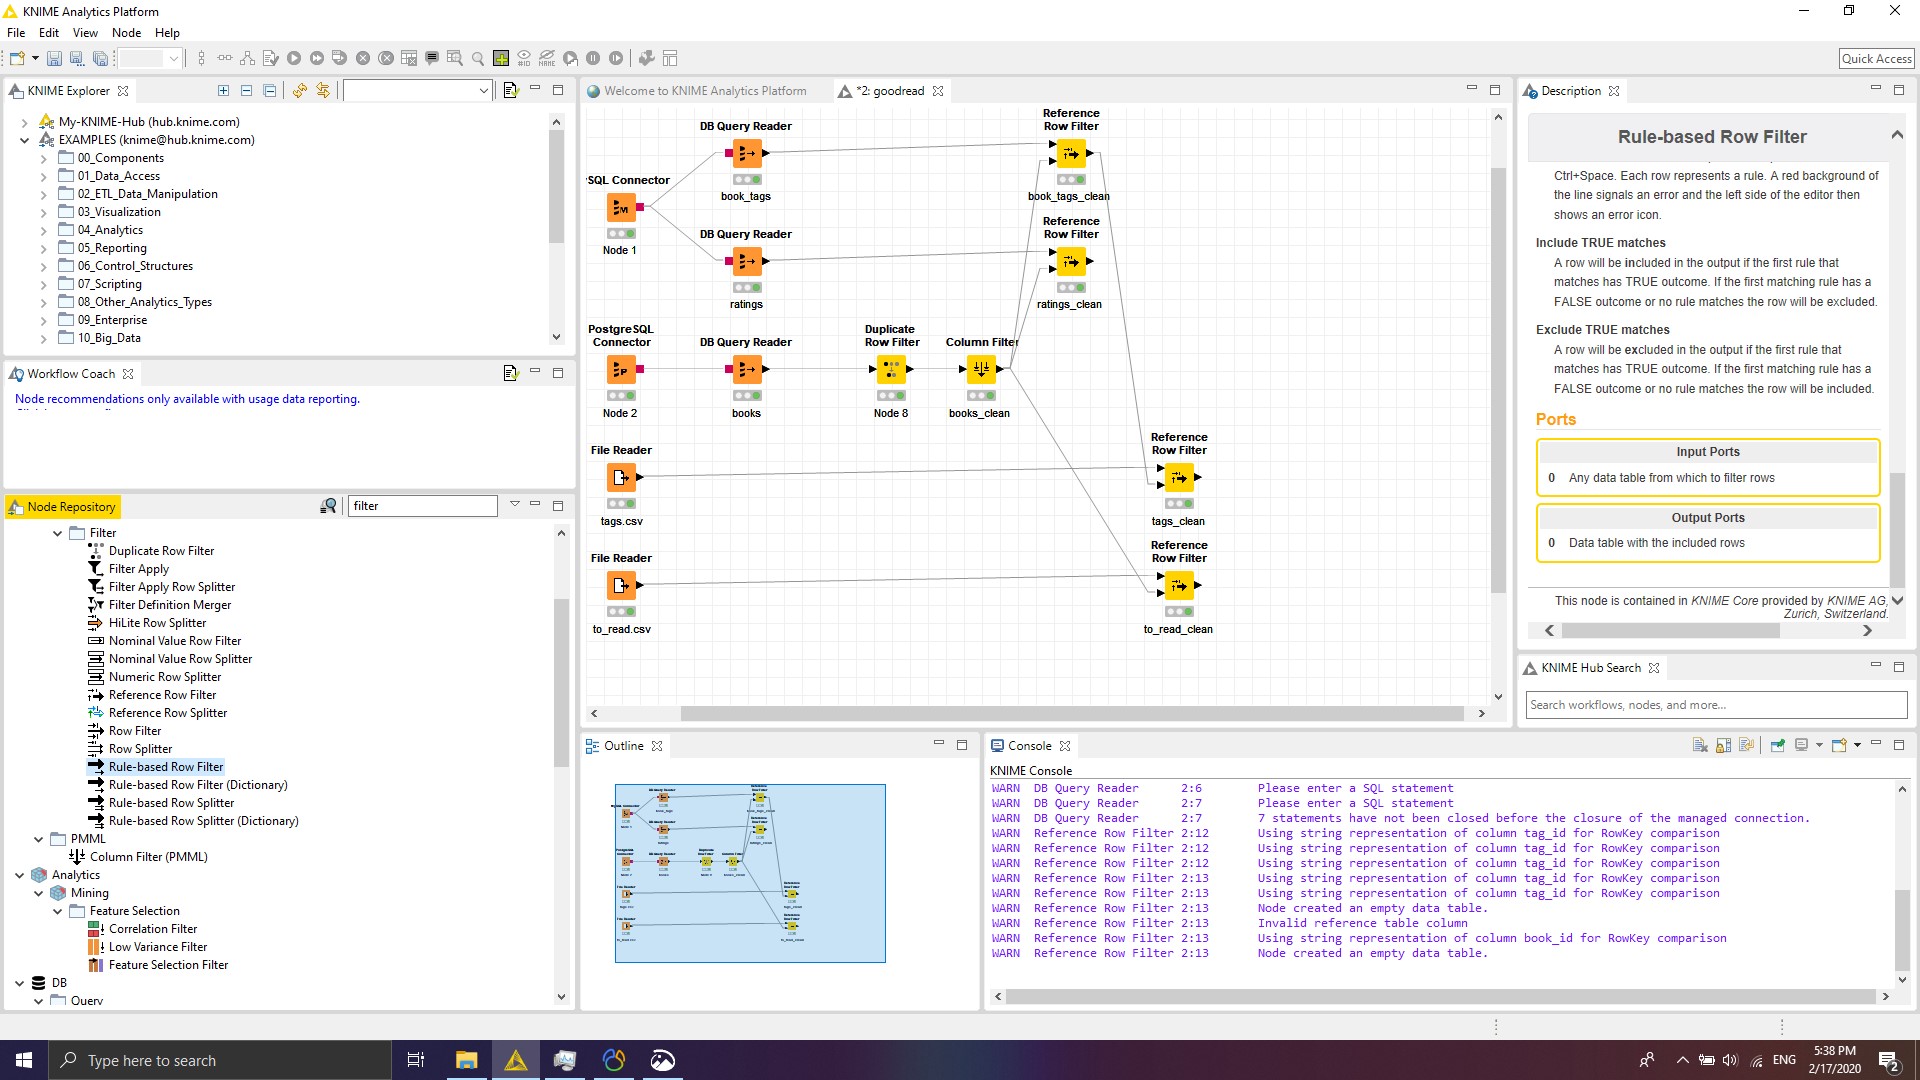 KNIME Analytics Platform
File Edit View Node Help
Quick Access
KNIME Explorer
My-KNIME-Hub (hub.knime.com)
EXAMPLES (knime@hub.knime.com)
00_Components
01_Data_Access
02_ETL_Data_Manipulation
03_Visualization
04_Analytics
05_Reporting
06_Control_Structures
07_Scripting
08_Other_Analytics_Types
09_Enterprise
10_Big_Data
Workflow Coach
Node recommendations only available with usage data reporting.
Node Repository
filter
Filter
Duplicate Row Filter
Filter Apply
Filter Apply Row Splitter
Filter Definition Merger
HiLite Row Splitter
Nominal Value Row Filter
Nominal Value Row Splitter
Numeric Row Splitter
Reference Row Filter
Reference Row Splitter
Row Filter
Row Splitter
Rule-based Row Filter
Rule-based Row Filter (Dictionary)
Rule-based Row Splitter
Rule-based Row Splitter (Dictionary)
PMML
Column Filter (PMML)
Analytics
Mining
Feature Selection
Correlation Filter
Low Variance Filter
Feature Selection Filter
DB
Query
Welcome to KNIME Analytics Platform
*2: goodread
DB Query Reader
book_tags
Reference
Row Filter
book_tags_clean
SQL Connector
Node 1
DB Query Reader
ratings
Reference
Row Filter
ratings_clean
PostgreSQL
Connector
Node 2
DB Query Reader
books
Duplicate
Row Filter
Node 8
Column Filter
books_clean
File Reader
tags.csv
Reference
Row Filter
tags_clean
File Reader
to_read.csv
Reference
Row Filter
to_read_clean
Outline
Console
KNIME Console
WARN DB Query Reader 2:6 Please enter a SQL statement
WARN DB Query Reader 2:7 Please enter a SQL statement
WARN DB Query Reader 2:7 7 statements have not been closed before the closure of the managed connection.
WARN Reference Row Filter 2:12 Using string representation of column tag_id for RowKey comparison
WARN Reference Row Filter 2:12 Using string representation of column tag_id for RowKey comparison
WARN Reference Row Filter 2:12 Using string representation of column tag_id for RowKey comparison
WARN Reference Row Filter 2:13 Using string representation of column tag_id for RowKey comparison
WARN Reference Row Filter 2:13 Using string representation of column tag_id for RowKey comparison
WARN Reference Row Filter 2:13 Node created an empty data table.
WARN Reference Row Filter 2:13 Invalid reference table column
WARN Reference Row Filter 2:13 Using string representation of column book_id for RowKey comparison
WARN Reference Row Filter 2:13 Node created an empty data table.
Description
Rule-based Row Filter
Ctrl+Space. Each row represents a rule. A red background of
the line signals an error and the left side of the editor then
shows an error icon.
Include TRUE matches
A row will be included in the output if the first rule that
matches has TRUE outcome. If the first matching rule has a
FALSE outcome or no rule matches the row will be excluded.
Exclude TRUE matches
A row will be excluded in the output if the first rule that
matches has TRUE outcome. If the first matching rule has a
FALSE outcome or no rule matches the row will be included.
Ports
Input Ports
0 Any data table from which to filter rows
Output Ports
0 Data table with the included rows
This node is contained in KNIME Core provided by KNIME AG,
Zurich, Switzerland.
KNIME Hub Search
Search workflows, nodes, and more...
Type here to search
ENG
5:38 PM
2/17/2020
2